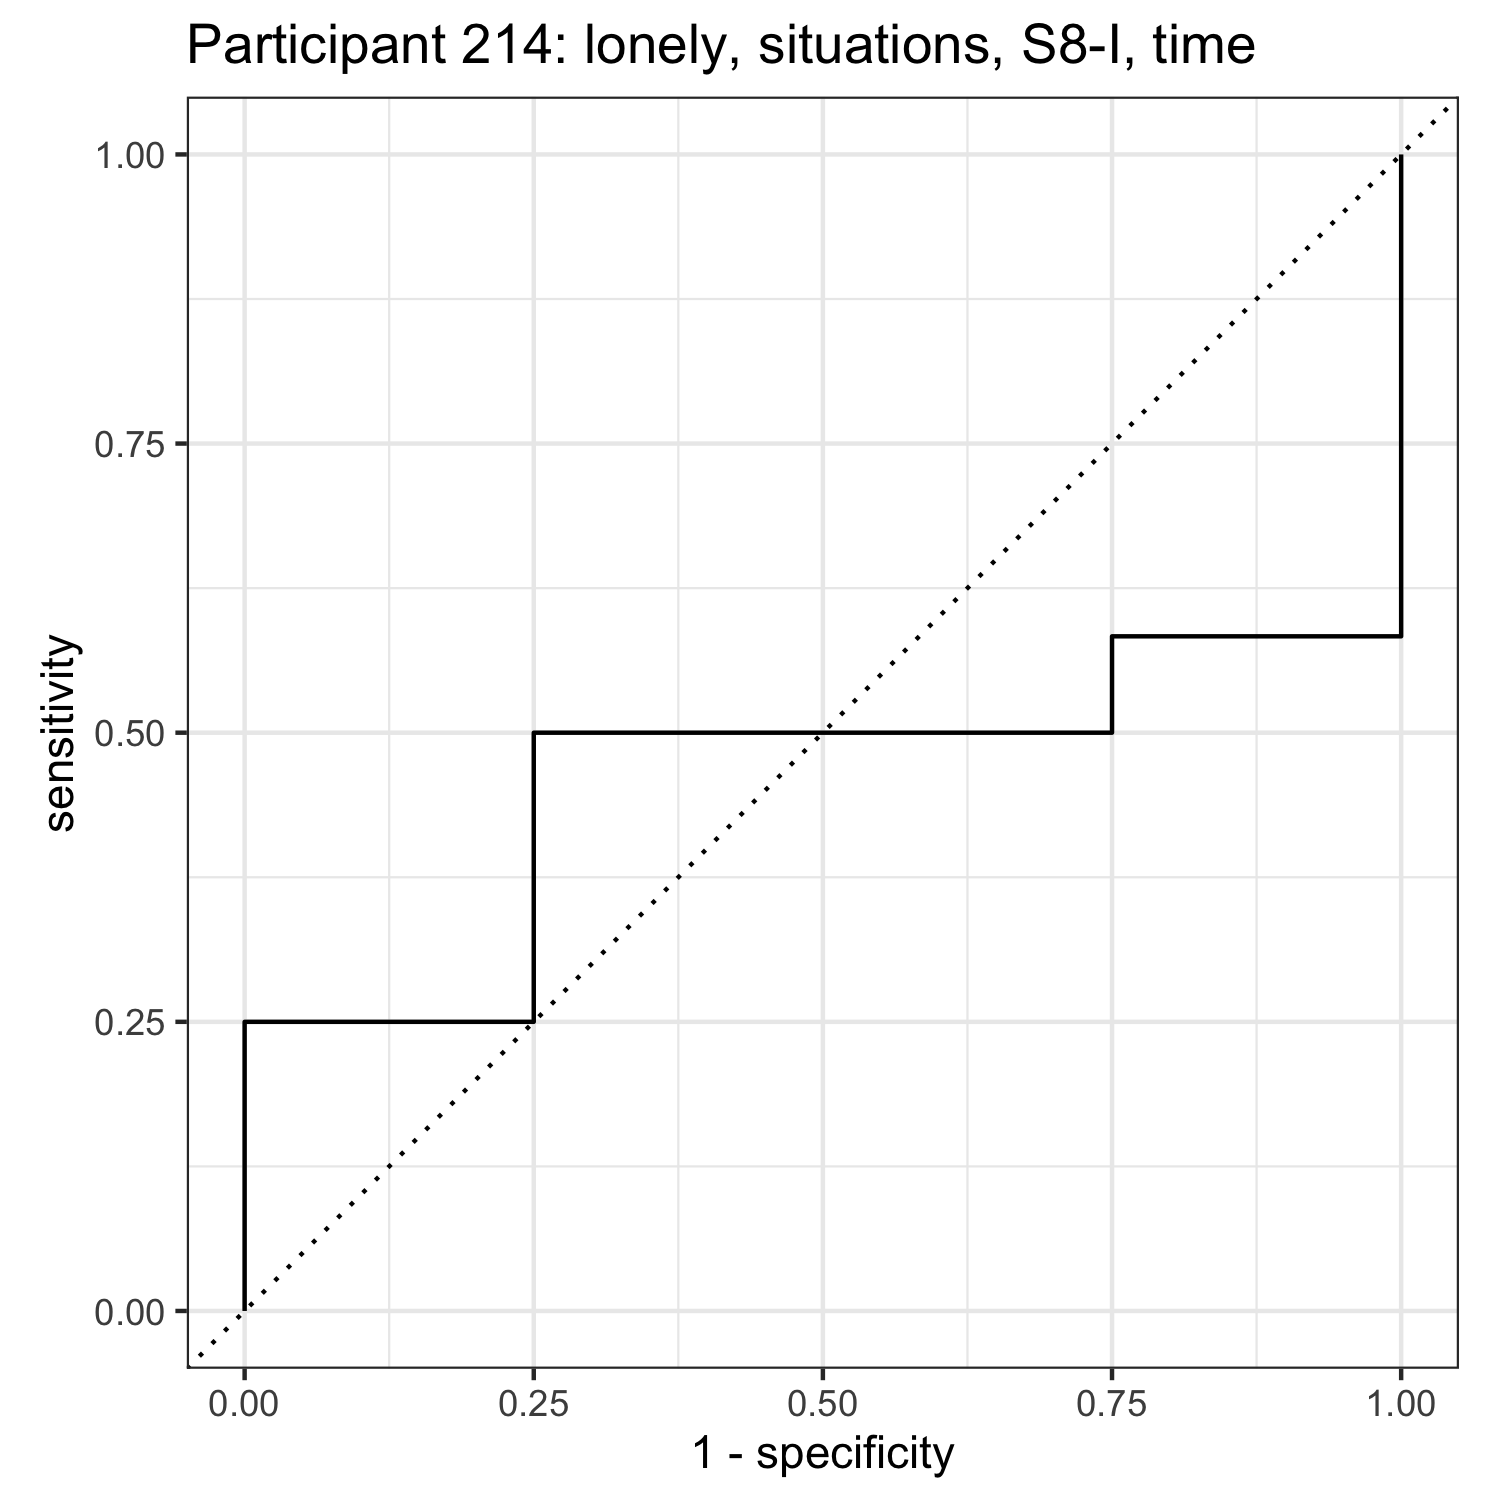 Participant 214: lonely, situations, S8-I, time
1.00
0.75
0.50
0.25
0.00
sensitivity
0.00 0.25 0.50 0.75 1.00
1 - specificity